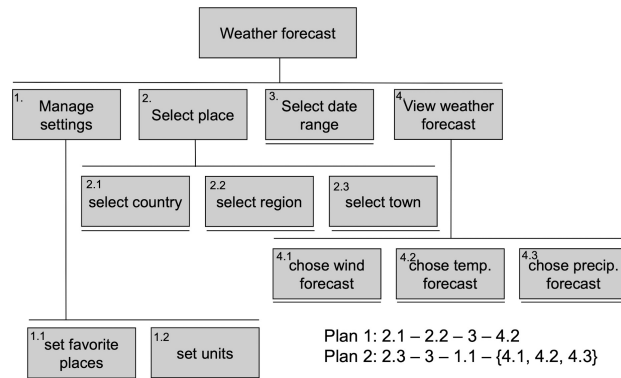 Weather forecast
1.
Manage
settings
2.
Select place
3.
Select date
range
4.
View weather
forecast
2.1
select country
2.2
select region
2.3
select town
4.1
chose wind
forecast
4.2
chose temp.
forecast
4.3
chose precip.
forecast
1.1
set favorite
places
1.2
set units
Plan 1: 2.1 – 2.2 – 3 – 4.2
Plan 2: 2.3 – 3 – 1.1 – {4.1, 4.2, 4.3}